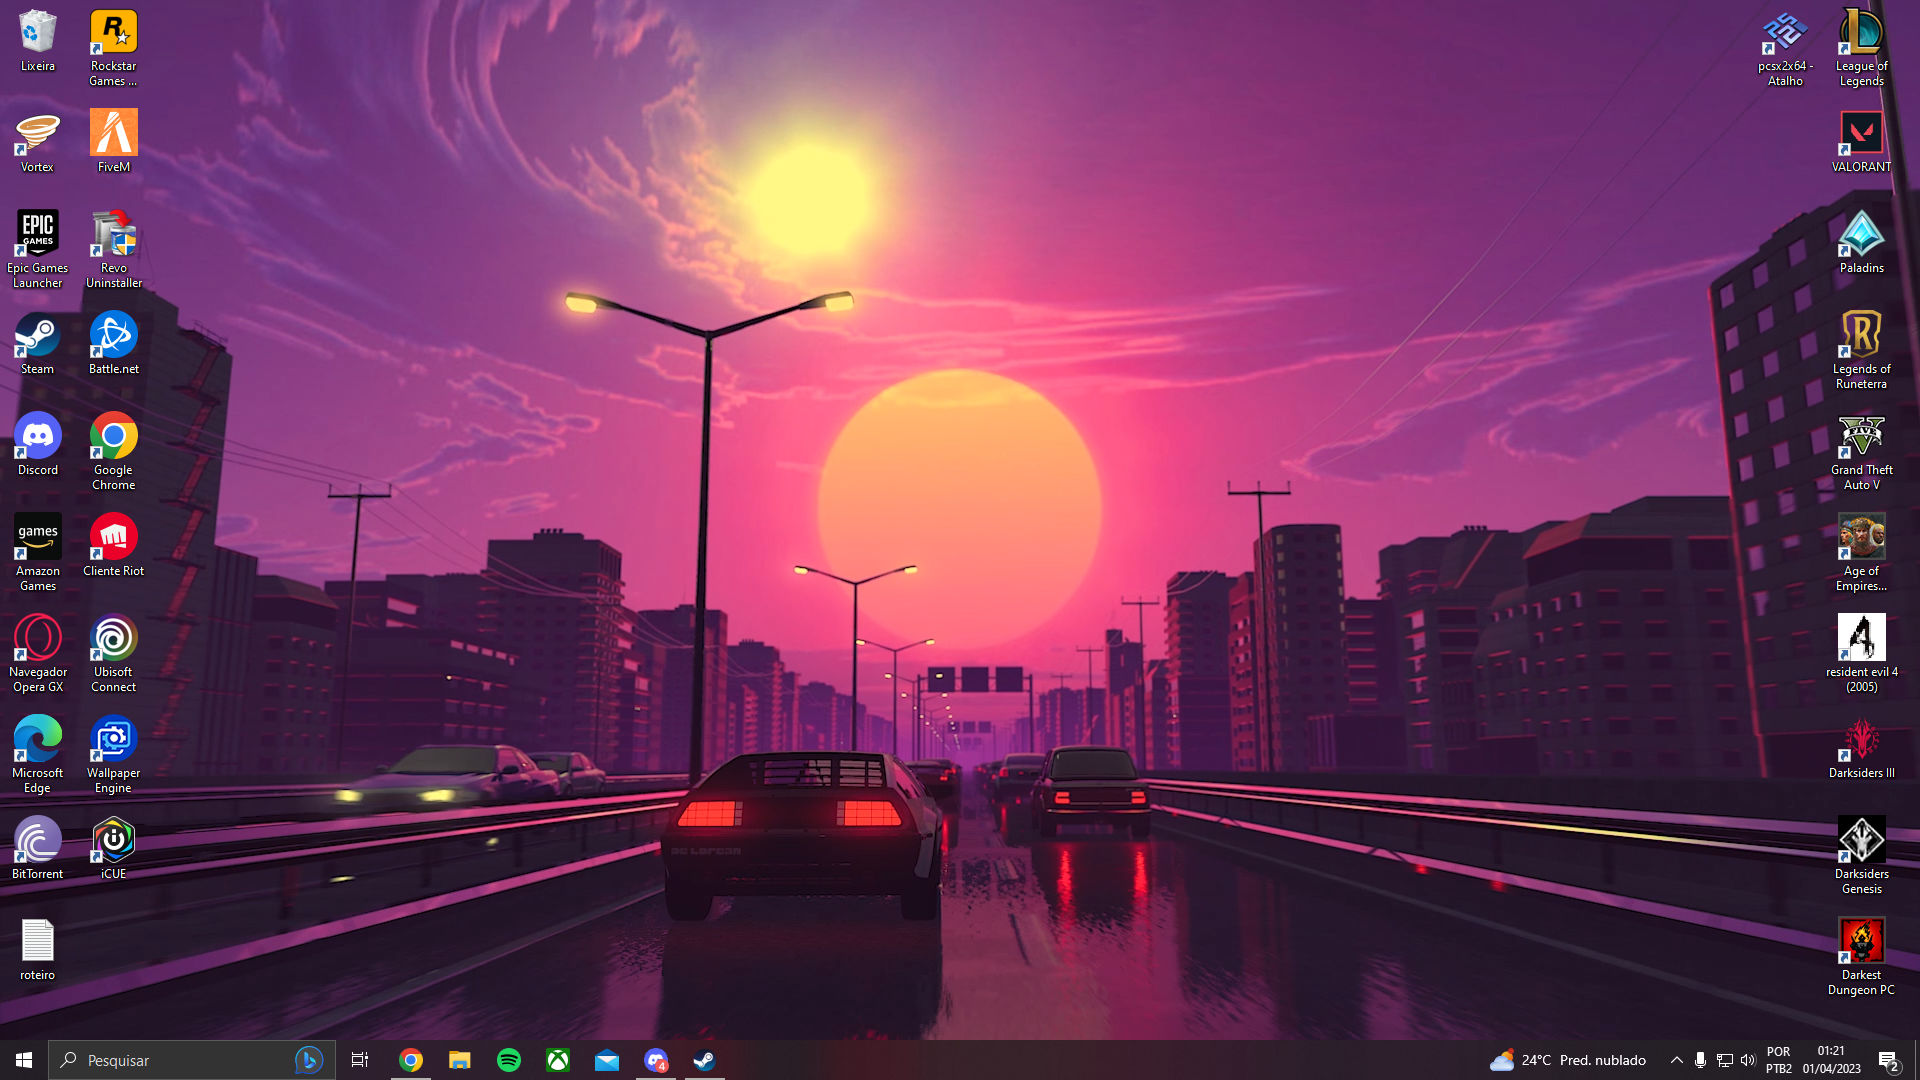 Lixeira
Rockstar
Games ...
Vortex
FiveM
EPIC
GAMES
Epic Games
Launcher
Revo
Uninstaller
Steam
Battle.net
Discord
Google
Chrome
games
Amazon
Games
Cliente Riot
Navegador
Opera GX
Ubisoft
Connect
Microsoft
Edge
Wallpaper
Engine
BitTorrent
iCUE
roteiro
pcsx2x64 -
Atalho
League of
Legends
VALORANT
Paladins
Legends of
Runeterra
FIVE
Grand Theft
Auto V
Age of
Empires...
4
resident evil 4
(2005)
Darksiders III
Darksiders
Genesis
Darkest
Dungeon PC
Pesquisar
4
24°C Pred. nublado
POR
PTB2
01:21
01/04/2023
2